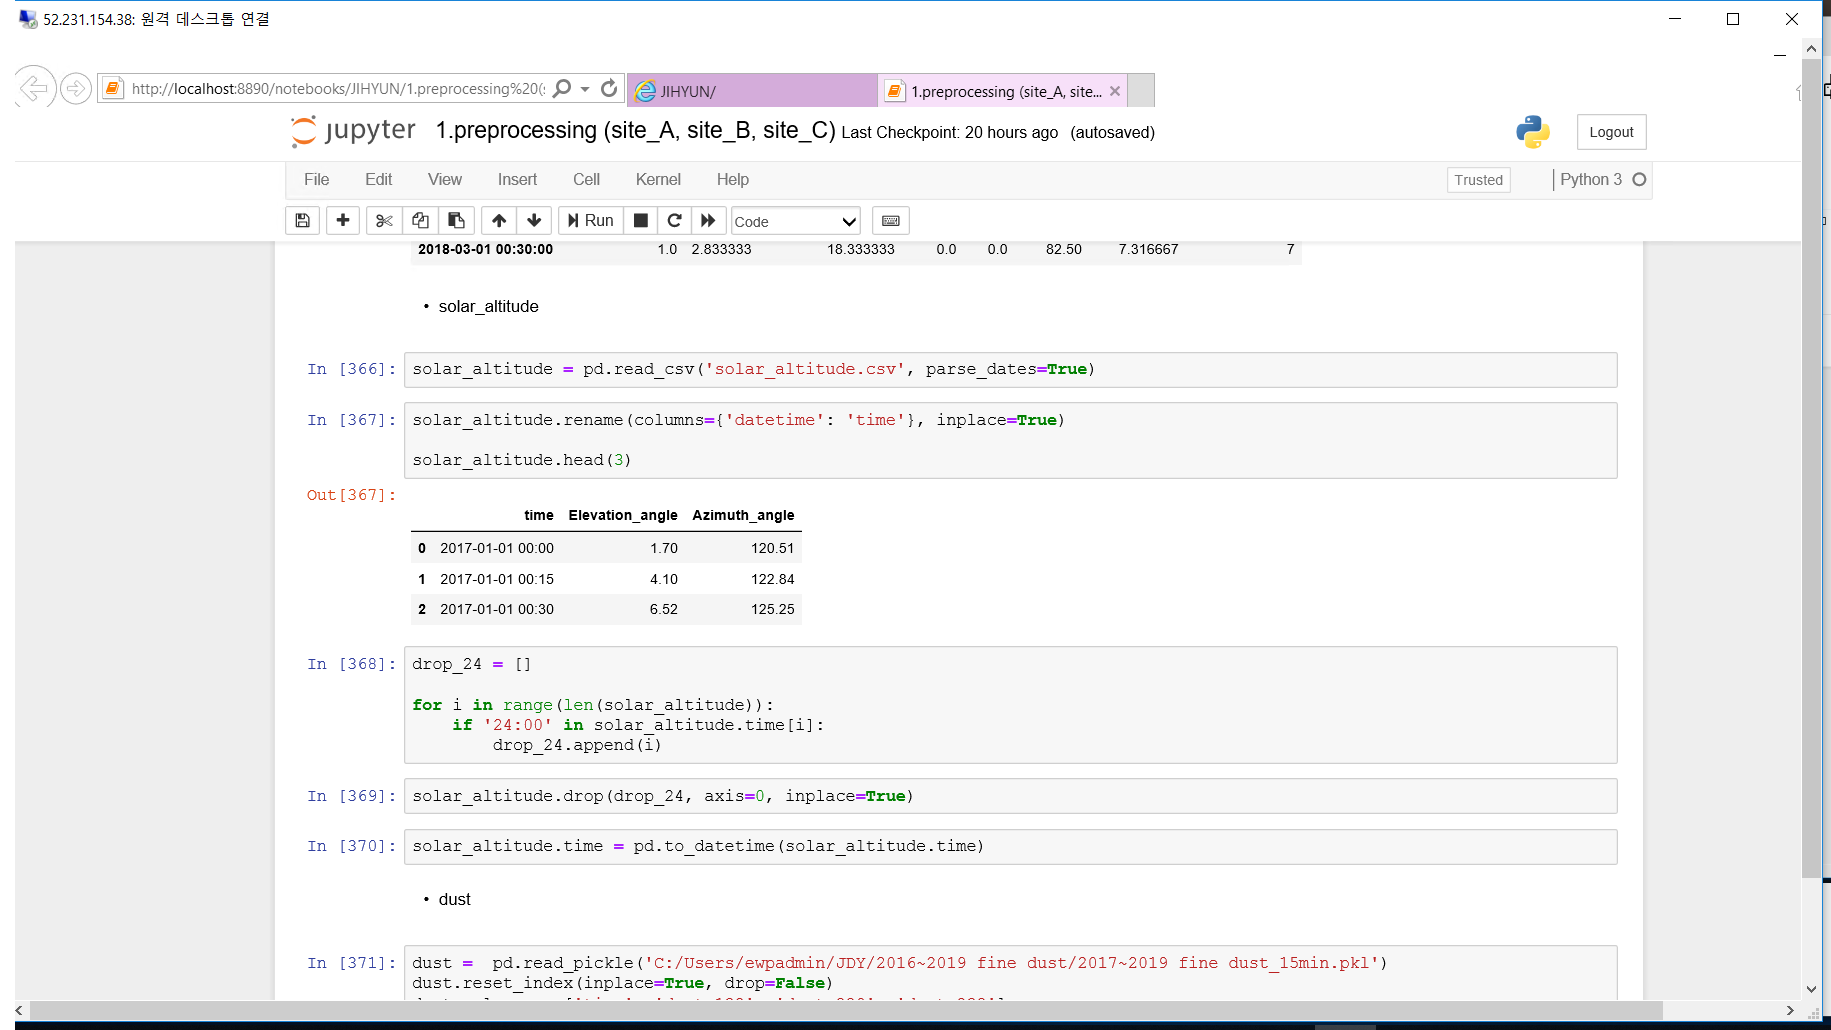 52.231.154.38: 원격 데스크톱 연결
http://localhost:8890/notebooks/JIHYUN/1.preprocessing%20(
JIHYUN/
1.preprocessing (site_A, site...
jupyter 1.preprocessing (site_A, site_B, site_C) Last Checkpoint: 20 hours ago (autosaved)
Logout
File Edit View Insert Cell Kernel Help
Trusted Python 3
Run Code
2018-03-01 00:30:00 1.0 2.833333 18.333333 0.0 0.0 82.50 7.316667 7
• solar_altitude
In [366]: solar_altitude = pd.read_csv('solar_altitude.csv', parse_dates=True)
In [367]: solar_altitude.rename(columns={'datetime': 'time'}, inplace=True)
solar_altitude.head(3)
Out[367]:
time Elevation_angle Azimuth_angle
0 2017-01-01 00:00 1.70 120.51
1 2017-01-01 00:15 4.10 122.84
2 2017-01-01 00:30 6.52 125.25
In [368]: drop_24 = []
for i in range(len(solar_altitude)):
if '24:00' in solar_altitude.time[i]:
drop_24.append(i)
In [369]: solar_altitude.drop(drop_24, axis=0, inplace=True)
In [370]: solar_altitude.time = pd.to_datetime(solar_altitude.time)
• dust
In [371]: dust = pd.read_pickle('C:/Users/ewpadmin/JDY/2016~2019 fine dust/2017~2019 fine dust_15min.pkl')
dust.reset_index(inplace=True, drop=False)